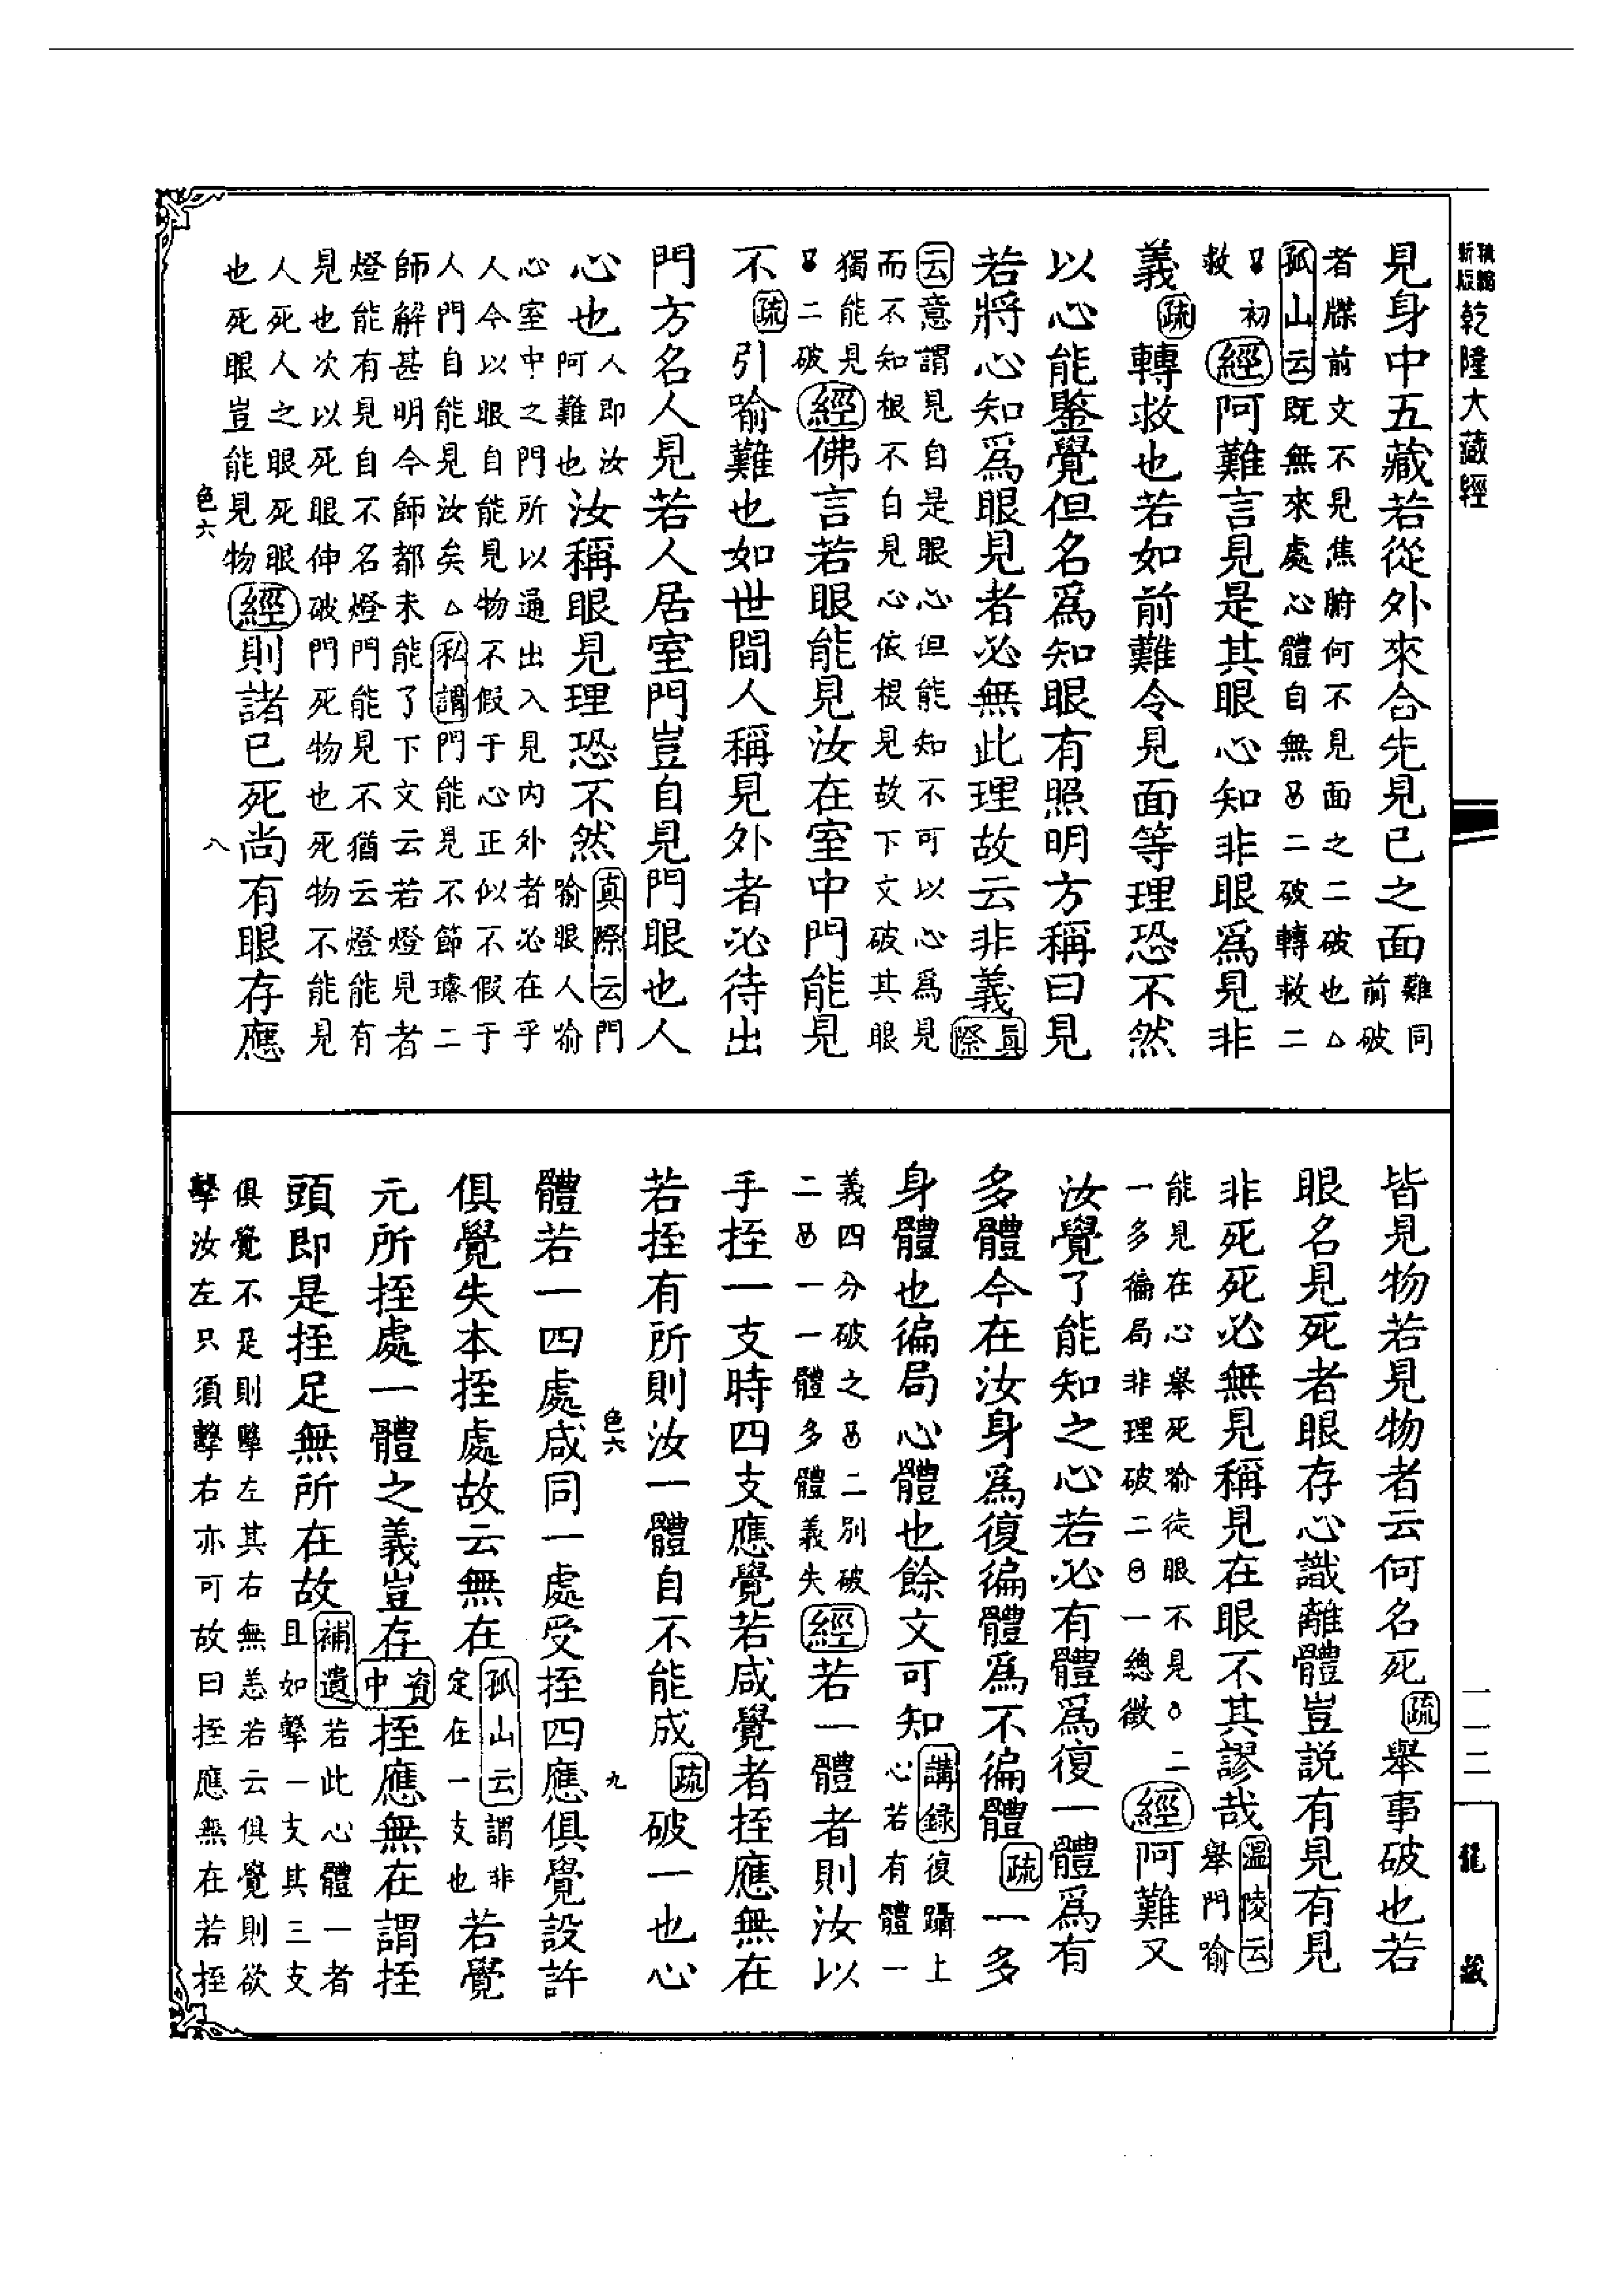 新編縮版乾隆大藏經
見身中五藏若從外來合先見已之面難同前破
者牒前文不見焦腑何不見面之二破也△
孤山云既無來處心體自無二破轉救二
初救
經阿難言見是其眼心知非眼爲見非
義疏轉救也若如前難令見面等理恐不然
以心能鑒覺但名爲知眼有照明方稱曰見
若將心知爲眼見者必無此理故云非義真際
云意謂見自是眼心但能知不可以心爲見
而不知根不自見心依根見故下文破其眼
獨能見二破
經佛言若眼能見汝在室中門能見
不疏引喻難也如世間人稱見外者必待出
門方名人見若人居室門豈自見門眼也人
心也人即汝阿難也汝稱眼見理恐不然真際云門喻眼人喻
心室中之門所以通出入見內外者必在乎
人今以眼自能見物不假于心正似不假于
人門自能見汝矣△私謂門能見不節璿二
師解甚明今師都未能了下文云若燈見者
燈能有見自不名燈門能見不猶云燈能有
見也次以死眼伸破門死物也死物不能見
人死人之眼死眼
也死眼豈能見物
經則諸已死尚有眼存應
色六 八
皆見物若見物者云何名死疏舉事破也若
眼名見死者眼存心識離體豈説有見有見
非死死必無見稱見在眼不其謬哉溫陵云舉門喻
能見在心舉死喻徒眼不見。二
一多徧局非理破二一總徵
經阿難又
汝覺了能知之心若必有體爲復一體爲有
多體今在汝身爲復徧體爲不徧體疏一多
身體也徧局心體也餘文可知講錄復躡上心若有體一
義四分破之二別破
二一一體多體義失
經若一體者則汝以
手挃一支時四支應覺若咸覺者挃應無在
若挃有所則汝一體自不能成疏破一也心
色六 九
體若一四處咸同一處受挃四應俱覺設許
俱覺失本挃處故云無在孤山云謂非定在一支也若覺
元所挃處一體之義豈存資中挃應無在謂挃
頭即是挃足無所在故補遺若此心體一者且如擊一支其三支
俱覺不是則擊左其右無恙若云俱覺則欲
擊汝左只須擊右亦可故曰挃應無在若挃
一一二
龍藏